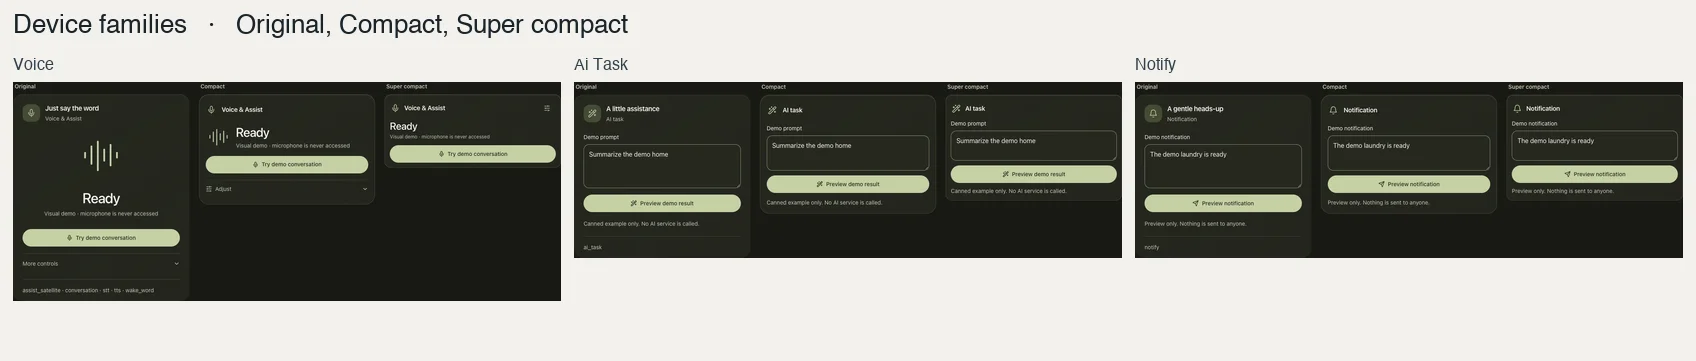 Device families · Original, Compact, Super compact
Voice
Original
Just say the word
Voice & Assist
Ready
Visual demo · microphone is never accessed
Try demo conversation
More controls
assist_satellite · conversation · stt · tts · wake_word
Compact
Voice & Assist
Ready
Visual demo · microphone is never accessed
Try demo conversation
Adjust
Super compact
Voice & Assist
Ready
Visual demo · microphone is never accessed
Try demo conversation
Ai Task
Original
A little assistance
AI task
Demo prompt
Summarize the demo home
Preview demo result
Canned example only. No AI service is called.
ai_task
Compact
AI task
Demo prompt
Summarize the demo home
Preview demo result
Canned example only. No AI service is called.
Super compact
AI task
Demo prompt
Summarize the demo home
Preview demo result
Canned example only. No AI service is called.
Notify
Original
A gentle heads-up
Notification
Demo notification
The demo laundry is ready
Preview notification
Preview only. Nothing is sent to anyone.
notify
Compact
Notification
Demo notification
The demo laundry is ready
Preview notification
Preview only. Nothing is sent to anyone.
Super compact
Notification
Demo notification
The demo laundry is ready
Preview notification
Preview only. Nothing is sent to anyone.